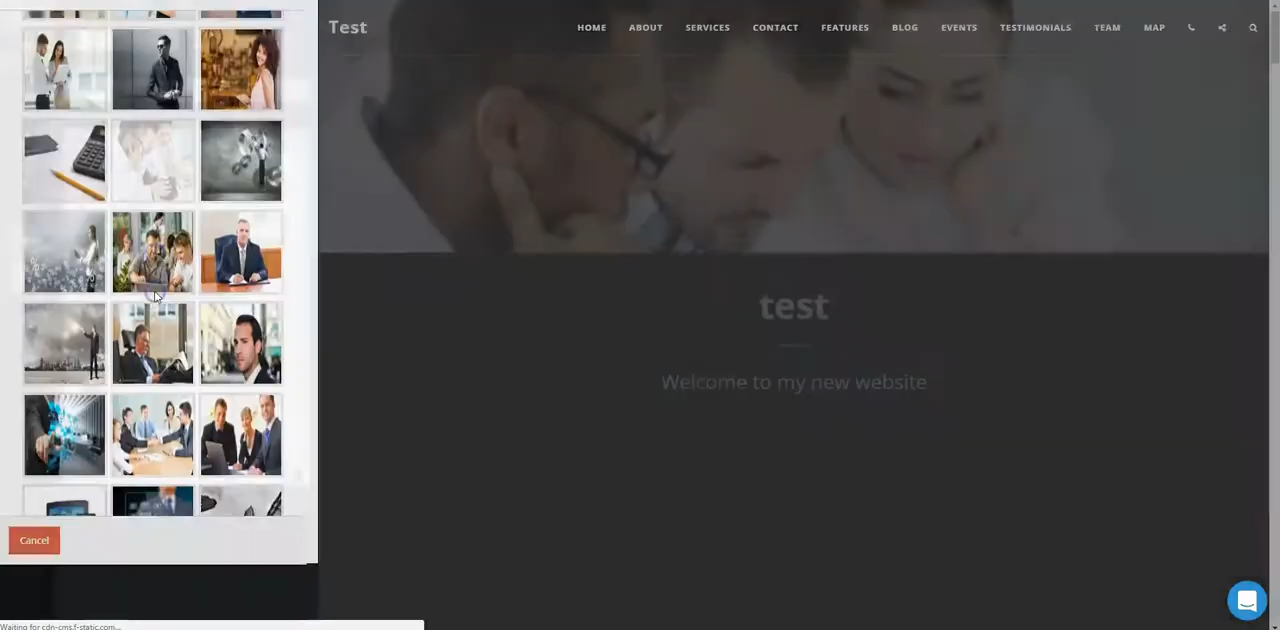 Test
HOME ABOUT SERVICES CONTACT FEATURES BLOG EVENTS TESTIMONIALS TEAM MAP
test
Welcome to my new website
Cancel
Waiting for cdn-cms.f-static.com...